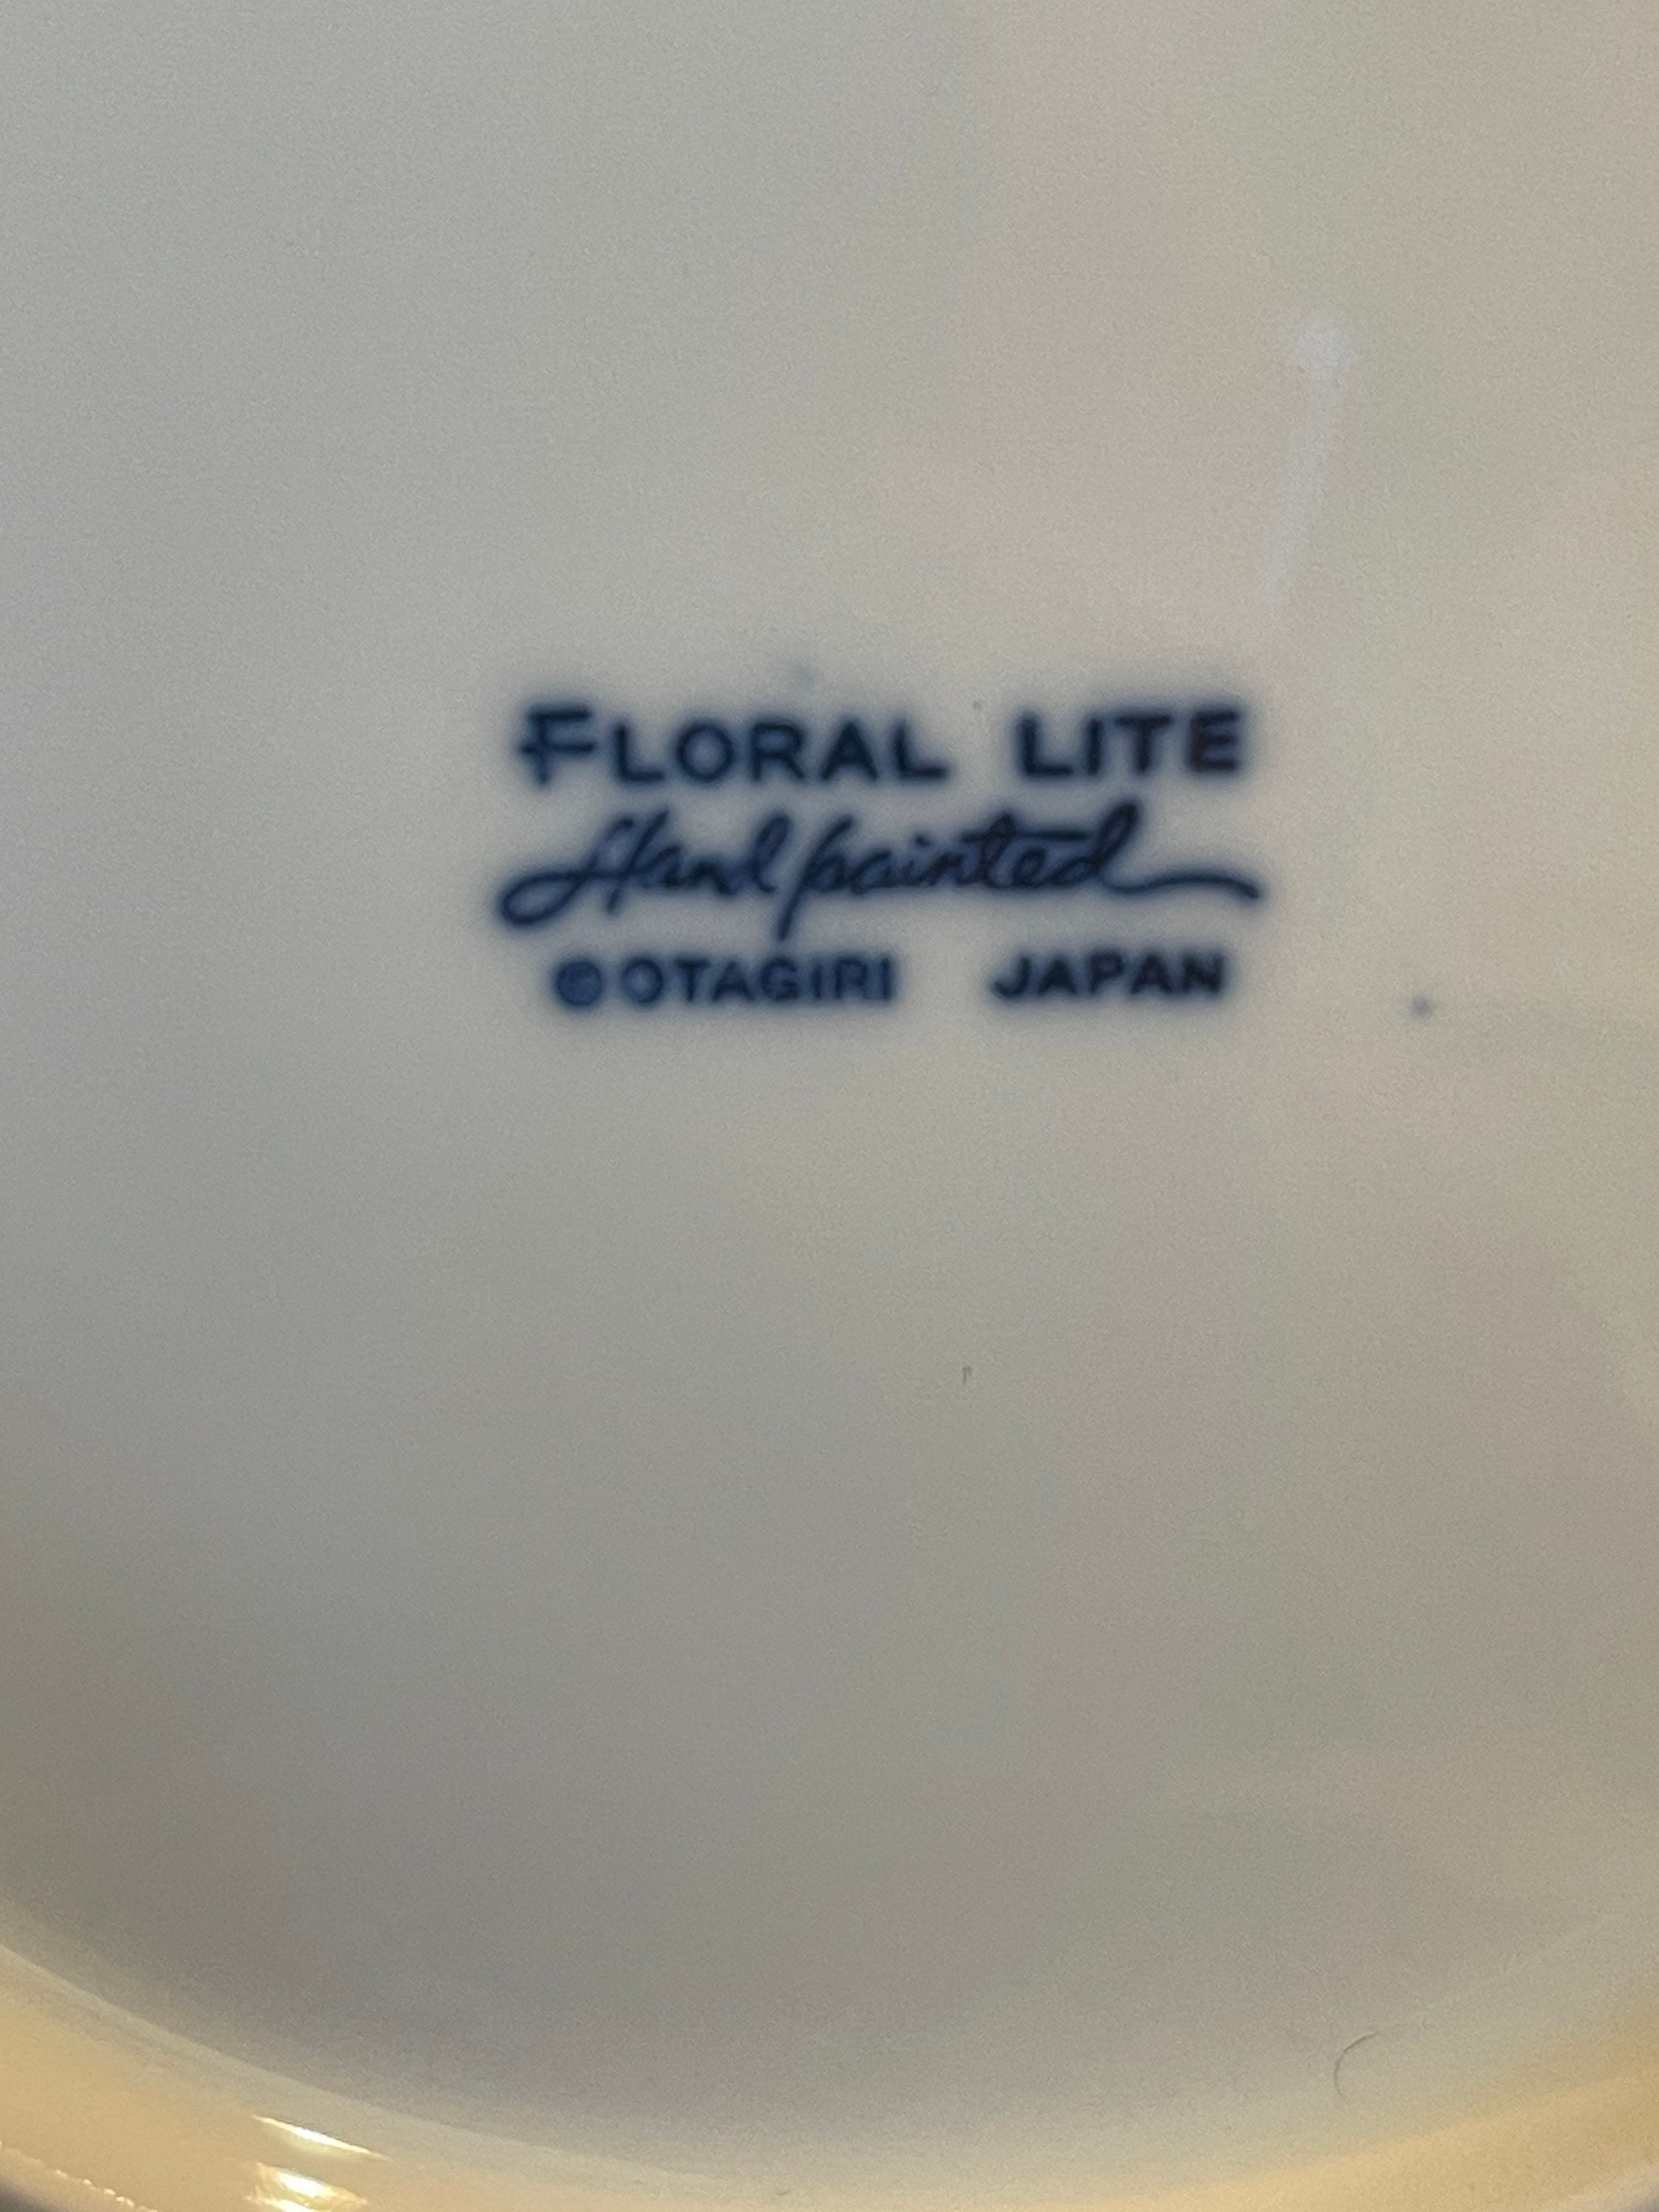 FLORAL LITE
Hand painted
©OTAGIRI JAPAN